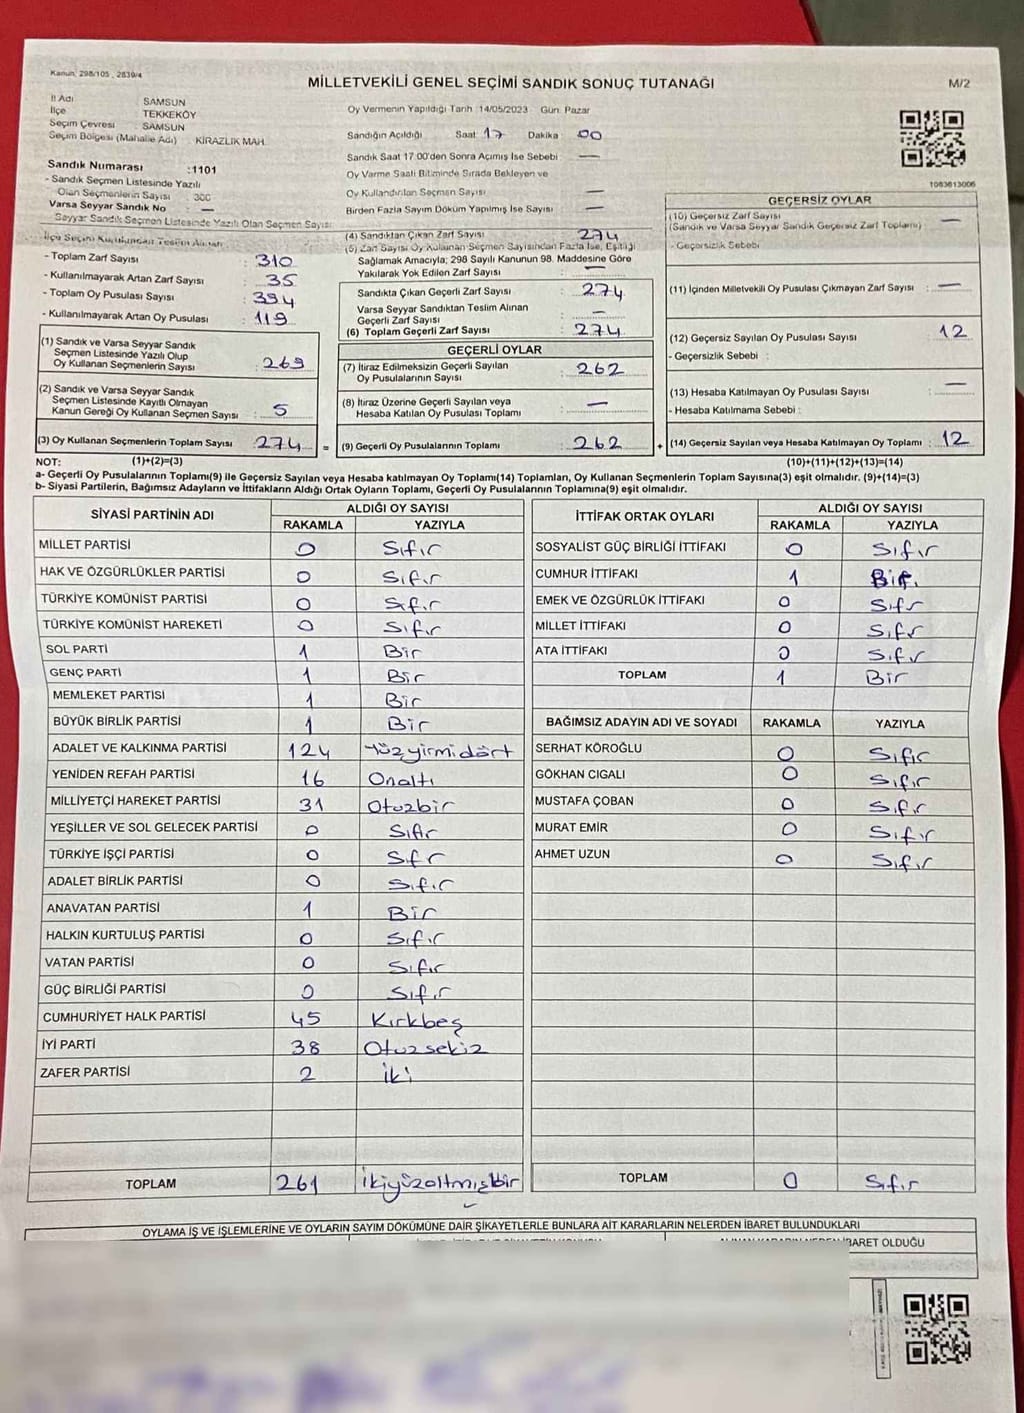 Kanun, 298/105 , 2839/4
MİLLETVEKİLİ GENEL SEÇİMİ SANDIK SONUÇ TUTANAĞI
M/2
İl Adı SAMSUN
İlçe TEKKEKÖY
Seçim Çevresi SAMSUN
Seçim Bölgesi (Mahalle Adı) KİRAZLIK MAH.
Oy Vermenin Yapıldığı Tarih 14/05/2023 Gün Pazar
Sandığın Açıldığı Saat 17 Dakika 00
Sandık Saat 17:00'den Sonra Açımış İse Sebebi —
Oy Varme Saati Bitiminde Sırada Bekleyen ve
Oy Kullandırılan Seçmen Sayısı —
Birden Fazla Sayım Döküm Yapılmış İse Sayısı —
Sandık Numarası :1101
- Sandık Seçmen Listesinde Yazılı
Olan Seçmenlerin Sayısı
Varsa Seyyar Sandık No —
Seyyar Sandık Seçmen Listesinde Yazılı Olan Seçmen Sayısı
- Toplam Zarf Sayısı : 310
- Kullanılmayarak Artan Zarf Sayısı : 35
- Toplam Oy Pusulası Sayısı : 394
- Kullanılmayarak Artan Oy Pusulası : 119
(1) Sandık ve Varsa Seyyar Sandık
Seçmen Listesinde Yazılı Olup
Oy Kullanan Seçmenlerin Sayısı : 269
(2) Sandık ve Varsa Seyyar Sandık
Seçmen Listesinde Kayıtlı Olmayan
Kanun Gereği Oy Kullanan Seçmen Sayısı : 5
(3) Oy Kullanan Seçmenlerin Toplam Sayısı : 274 =
(4) Sandıktan Çıkan Zarf Sayısı : 274
(5) Zarf Sayısı Oy Kullanan Seçmen Sayısından Fazla İse, Eşitliği
Sağlamak Amacıyla; 298 Sayılı Kanunun 98. Maddesine Göre
Yakılarak Yok Edilen Zarf Sayısı : —
Sandıkta Çıkan Geçerli Zarf Sayısı : 274
Varsa Seyyar Sandıktan Teslim Alınan
Geçerli Zarf Sayısı : —
(6) Toplam Geçerli Zarf Sayısı : 274
GEÇERLİ OYLAR
(7) İtiraz Edilmeksizin Geçerli Sayılan
Oy Pusulalarının Sayısı : 262
(8) İtiraz Üzerine Geçerli Sayılan veya
Hesaba Katılan Oy Pusulası Toplamı : —
(9) Geçerli Oy Pusulalarının Toplamı : 262 +
1083613006
GEÇERSİZ OYLAR
(10) Geçersiz Zarf Sayısı —
(Sandık ve Varsa Seyyar Sandık Geçersiz Zarf Toplamı)
- Geçersizlik Sebebi
(11) İçinden Milletvekili Oy Pusulası Çıkmayan Zarf Sayısı : —
(12) Geçersiz Sayılan Oy Pusulası Sayısı : 12
- Geçersizlik Sebebi :
(13) Hesaba Katılmayan Oy Pusulası Sayısı : —
- Hesaba Katılmama Sebebi :
(14) Geçersiz Sayılan veya Hesaba Katılmayan Oy Toplamı : 12
NOT: (1)+(2)=(3) (10)+(11)+(12)+(13)=(14)
a- Geçerli Oy Pusulalarının Toplamı(9) ile Geçersiz Sayılan veya Hesaba katılmayan Oy Toplamı(14) Toplamları, Oy Kullanan Seçmenlerin Toplam Sayısına(3) eşit olmalıdır. (9)+(14)=(3)
b- Siyasi Partilerin, Bağımsız Adayların ve İttifakların Aldığı Ortak Oyların Toplamı, Geçerli Oy Pusulalarının Toplamına(9) eşit olmalıdır.
SİYASİ PARTİNİN ADI ALDIĞI OY SAYISI
RAKAMLA YAZIYLA
MİLLET PARTİSİ 0 Sıfır
HAK VE ÖZGÜRLÜKLER PARTİSİ 0 Sıfır
TÜRKİYE KOMÜNİST PARTİSİ 0 Sıfır
TÜRKİYE KOMÜNİST HAREKETİ 0 Sıfır
SOL PARTİ 1 Bir
GENÇ PARTİ 1 Bir
MEMLEKET PARTİSİ 1 Bir
BÜYÜK BİRLİK PARTİSİ 1 Bir
ADALET VE KALKINMA PARTİSİ 124 Yüzyirmidört
YENİDEN REFAH PARTİSİ 16 Onaltı
MİLLİYETÇİ HAREKET PARTİSİ 31 Otuzbir
YEŞİLLER VE SOL GELECEK PARTİSİ 0 Sıfır
TÜRKİYE İŞÇİ PARTİSİ 0 Sıfır
ADALET BİRLİK PARTİSİ 0 Sıfır
ANAVATAN PARTİSİ 1 Bir
HALKIN KURTULUŞ PARTİSİ 0 Sıfır
VATAN PARTİSİ 0 Sıfır
GÜÇ BİRLİĞİ PARTİSİ 0 Sıfır
CUMHURİYET HALK PARTİSİ 45 Kırkbeş
İYİ PARTİ 38 Otuzsekiz
ZAFER PARTİSİ 2 İki
TOPLAM 261 İkiyüzaltmışbir
İTTİFAK ORTAK OYLARI ALDIĞI OY SAYISI
RAKAMLA YAZIYLA
SOSYALİST GÜÇ BİRLİĞİ İTTİFAKI 0 Sıfır
CUMHUR İTTİFAKI 1 Bir.
EMEK VE ÖZGÜRLÜK İTTİFAKI 0 Sıfır
MİLLET İTTİFAKI 0 Sıfır
ATA İTTİFAKI 0 Sıfır
TOPLAM 1 Bir
BAĞIMSIZ ADAYIN ADI VE SOYADI RAKAMLA YAZIYLA
SERHAT KÖROĞLU 0 Sıfır
GÖKHAN CIGALI 0 Sıfır
MUSTAFA ÇOBAN 0 Sıfır
MURAT EMİR 0 Sıfır
AHMET UZUN 0 Sıfır
TOPLAM 0 Sıfır
OYLAMA İŞ VE İŞLEMLERİNE VE OYLARIN SAYIM DÖKÜMÜNE DAİR ŞİKAYETLERLE BUNLARA AİT KARARLARIN NELERDEN İBARET BULUNDUKLARI
İBARET OLDUĞU